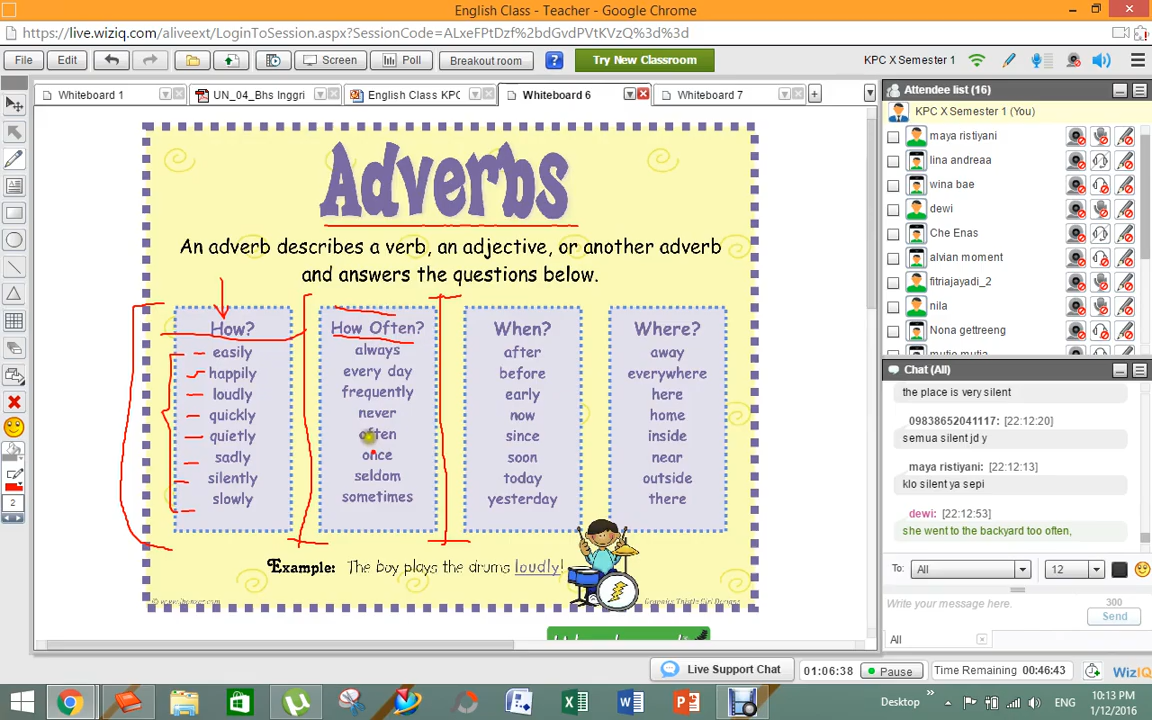 English Class - Teacher - Google Chrome
https://live.wiziq.com/aliveext/LoginToSession.aspx?SessionCode=ALxeFPtDzf%2bdGvdPVtKVzQ%3d%3d
File Edit Screen Poll Breakout room ? Try New Classroom KPC X Semester 1
Whiteboard 1 UN_04_Bhs Inggri English Class KPC Whiteboard 6 Whiteboard 7
Attendee list (16)
KPC X Semester 1 (You)
maya ristiyani
lina andreaa
wina bae
dewi
Che Enas
alvian moment
fitriajayadi_2
nila
Nona gettreeng
mutie mutia
Adverbs
An adverb describes a verb, an adjective, or another adverb
and answers the questions below.
How?
easily
happily
loudly
quickly
quietly
sadly
silently
slowly
How Often?
always
every day
frequently
never
often
once
seldom
sometimes
When?
after
before
early
now
since
soon
today
yesterday
Where?
away
everywhere
here
home
inside
near
outside
there
Example: The boy plays the drums loudly!
Chat (All)
the place is very silent
09838652041117: [22:12:20]
semua silent jd y
maya ristiyani: [22:12:13]
klo silent ya sepi
dewi: [22:12:53]
she went to the backyard too often,
To: All 12
Write your message here.
300
Send
All
2
Live Support Chat 01:06:38 Pause Time Remaining 00:46:43 WizIQ
Desktop ENG 10:13 PM
1/12/2016